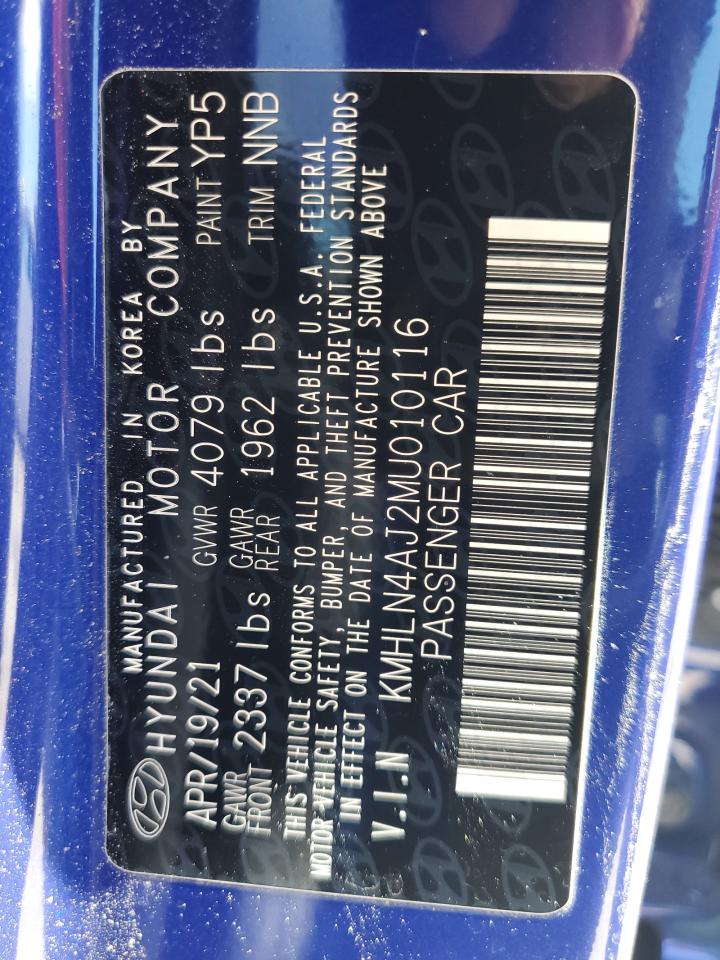 MANUFACTURED IN KOREA BY
HYUNDAI MOTOR COMPANY
APR/19/21 GVWR 4079 lbs PAINT YP5
GAWR FRONT 2337 lbs GAWR REAR 1962 lbs TRIM NNB
THIS VEHICLE CONFORMS TO ALL APPLICABLE U.S.A. FEDERAL
MOTOR VEHICLE SAFETY, BUMPER, AND THEFT PREVENTION STANDARDS
IN EFFECT ON THE DATE OF MANUFACTURE SHOWN ABOVE
V.I.N KMHLN4AJ2MU010116
PASSENGER CAR